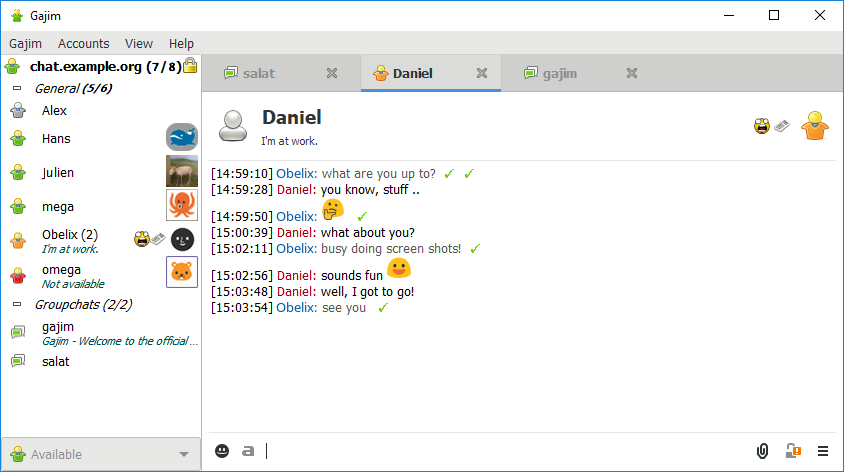 Gajim
Gajim Accounts View Help
chat.example.org (7/8)
General (5/6)
Alex
Hans
Julien
mega
Obelix (2)
I'm at work.
omega
Not available
Groupchats (2/2)
gajim
Gajim - Welcome to the official ...
salat
Available
salat Daniel gajim
Daniel
I'm at work.
[14:59:10] Obelix: what are you up to? ✓ ✓
[14:59:28] Daniel: you know, stuff ..
[14:59:50] Obelix: 🤔 ✓
[15:00:39] Daniel: what about you?
[15:02:11] Obelix: busy doing screen shots! ✓
[15:02:56] Daniel: sounds fun 😃
[15:03:48] Daniel: well, I got to go!
[15:03:54] Obelix: see you ✓
a